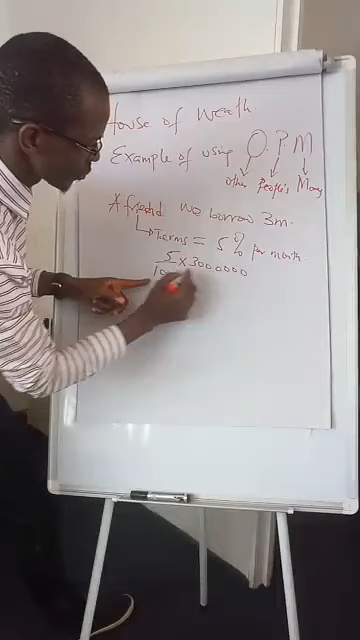 House of Wealth.
Example of using O.P.M
other People's Money
A friend we borrow 3m.
Terms = 5% Per month
5/10 × 3000000